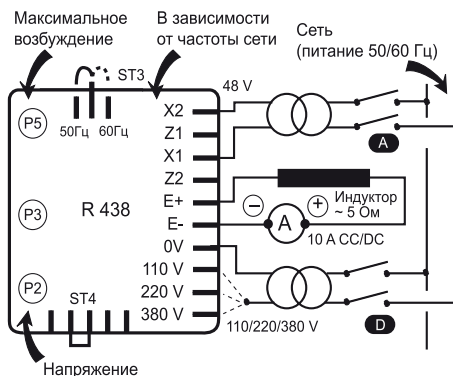 Максимальное
возбуждение
В зависимости
от частоты сети
Сеть
(питание 50/60 Гц)
ST3
48 V
50Гц 60Гц
P5
X2
Z1
X1
A
Z2
P3
R 438
E+
Индуктор
~ 5 Ом
E-
− A +
10 A CC/DC
0V
110 V
P2
220 V
ST4
380 V
110/220/380 V
D
Напряжение